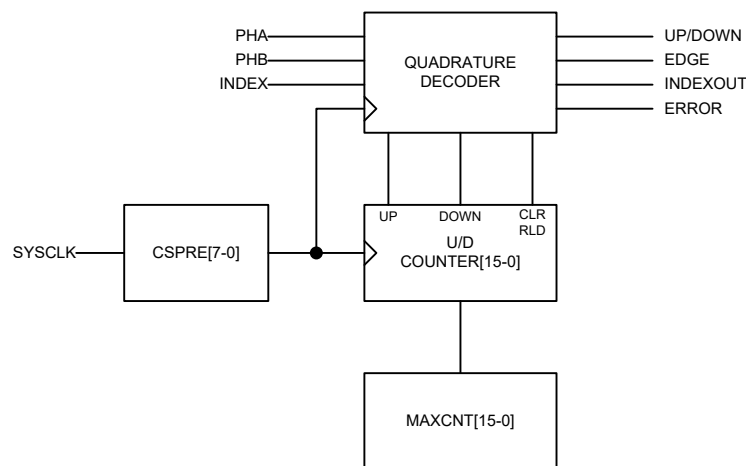 PHA
PHB
INDEX
QUADRATURE
DECODER
UP/DOWN
EDGE
INDEXOUT
ERROR
SYSCLK
CSPRE[7-0]
UP
DOWN
CLR
RLD
U/D
COUNTER[15-0]
MAXCNT[15-0]